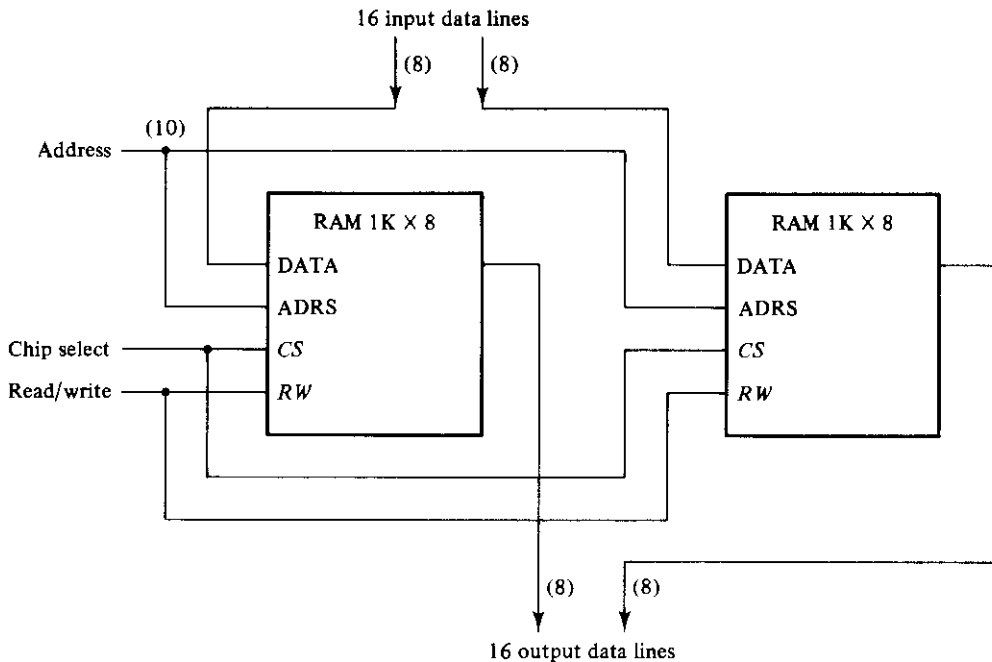 16 input data lines
(8)
(8)
(10)
Address
RAM 1K × 8
DATA
ADRS
CS
RW
RAM 1K × 8
DATA
ADRS
CS
RW
Chip select
Read/write
(8)
(8)
16 output data lines